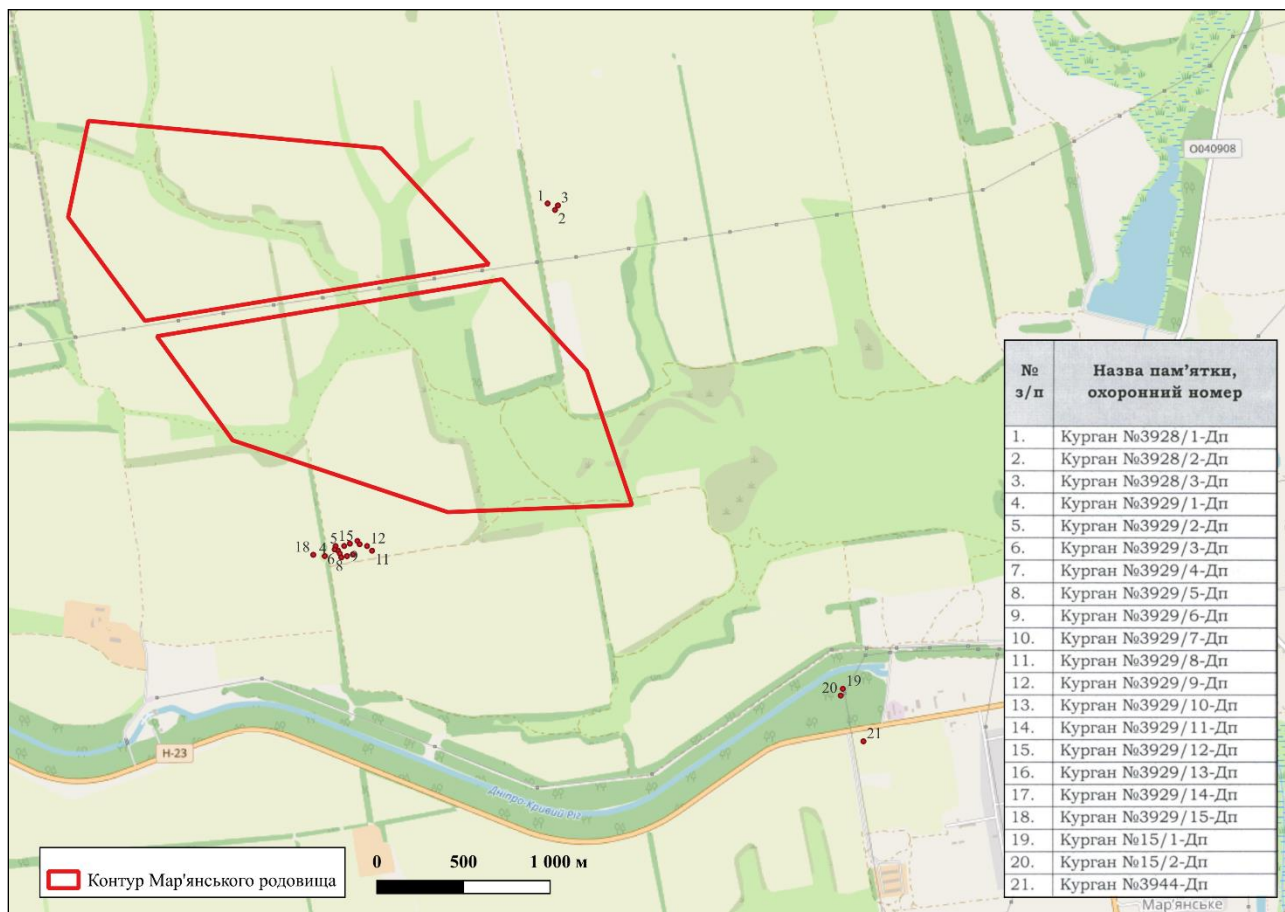 О040908
1
3
2
№
з/п
Назва пам’ятки,
охоронний номер
1. Курган №3928/1-Дп
2. Курган №3928/2-Дп
3. Курган №3928/3-Дп
4. Курган №3929/1-Дп
5. Курган №3929/2-Дп
6. Курган №3929/3-Дп
7. Курган №3929/4-Дп
8. Курган №3929/5-Дп
9. Курган №3929/6-Дп
10. Курган №3929/7-Дп
11. Курган №3929/8-Дп
12. Курган №3929/9-Дп
13. Курган №3929/10-Дп
14. Курган №3929/11-Дп
15. Курган №3929/12-Дп
16. Курган №3929/13-Дп
17. Курган №3929/14-Дп
18. Курган №3929/15-Дп
19. Курган №15/1-Дп
20. Курган №15/2-Дп
21. Курган №3944-Дп
5 15 12
18 4
6 9 11
8
19
20
21
Н-23
Дніпро-Кривий Ріг
Контур Мар'янського родовища
0 500 1 000 м
Мар'янське